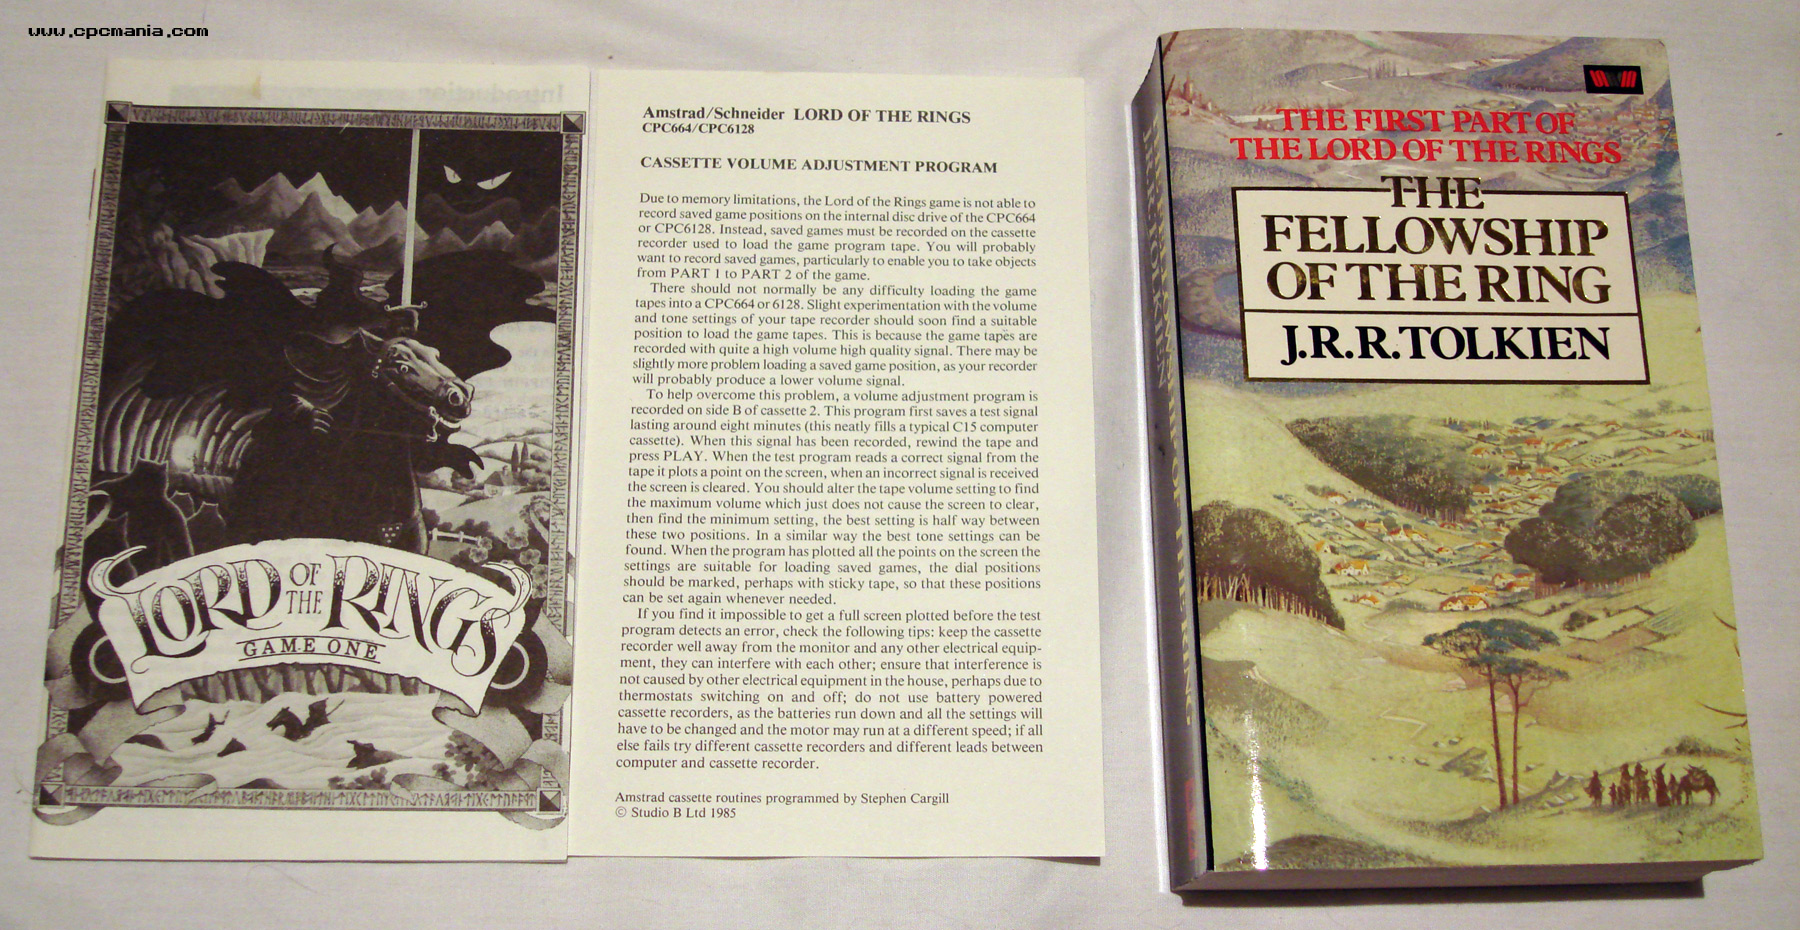 www.cpcmania.com
LORD OF THE RINGS
GAME ONE
Amstrad/Schneider LORD OF THE RINGS
CPC664/CPC6128
CASSETTE VOLUME ADJUSTMENT PROGRAM
Due to memory limitations, the Lord of the Rings game is not able to
record saved game positions on the internal disc drive of the CPC664
or CPC6128. Instead, saved games must be recorded on the cassette
recorder used to load the game program tape. You will probably
want to record saved games, particularly to enable you to take objects
from PART 1 to PART 2 of the game.
There should not normally be any difficulty loading the game
tapes into a CPC664 or 6128. Slight experimentation with the volume
and tone settings of your tape recorder should soon find a suitable
position to load the game tapes. This is because the game tapes are
recorded with quite a high volume high quality signal. There may be
slightly more problem loading a saved game position, as your recorder
will probably produce a lower volume signal.
To help overcome this problem, a volume adjustment program is
recorded on side B of cassette 2. This program first saves a test signal
lasting around eight minutes (this neatly fills a typical C15 computer
cassette). When this signal has been recorded, rewind the tape and
press PLAY. When the test program reads a correct signal from the
tape it plots a point on the screen, when an incorrect signal is received
the screen is cleared. You should alter the tape volume setting to find
the maximum volume which just does not cause the screen to clear,
then find the minimum setting, the best setting is half way between
these two positions. In a similar way the best tone settings can be
found. When the program has plotted all the points on the screen the
settings are suitable for loading saved games, the dial positions
should be marked, perhaps with sticky tape, so that these positions
can be set again whenever needed.
If you find it impossible to get a full screen plotted before the test
program detects an error, check the following tips: keep the cassette
recorder well away from the monitor and any other electrical equip-
ment, they can interfere with each other; ensure that interference is
not caused by other electrical equipment in the house, perhaps due to
thermostats switching on and off; do not use battery powered
cassette recorders, as the batteries run down and all the settings will
have to be changed and the motor may run at a different speed; if all
else fails try different cassette recorders and different leads between
computer and cassette recorder.
Amstrad cassette routines programmed by Stephen Cargill
© Studio B Ltd 1985
THE FIRST PART OF
THE LORD OF THE RINGS
THE
FELLOWSHIP
OF THE RING
J.R.R. TOLKIEN